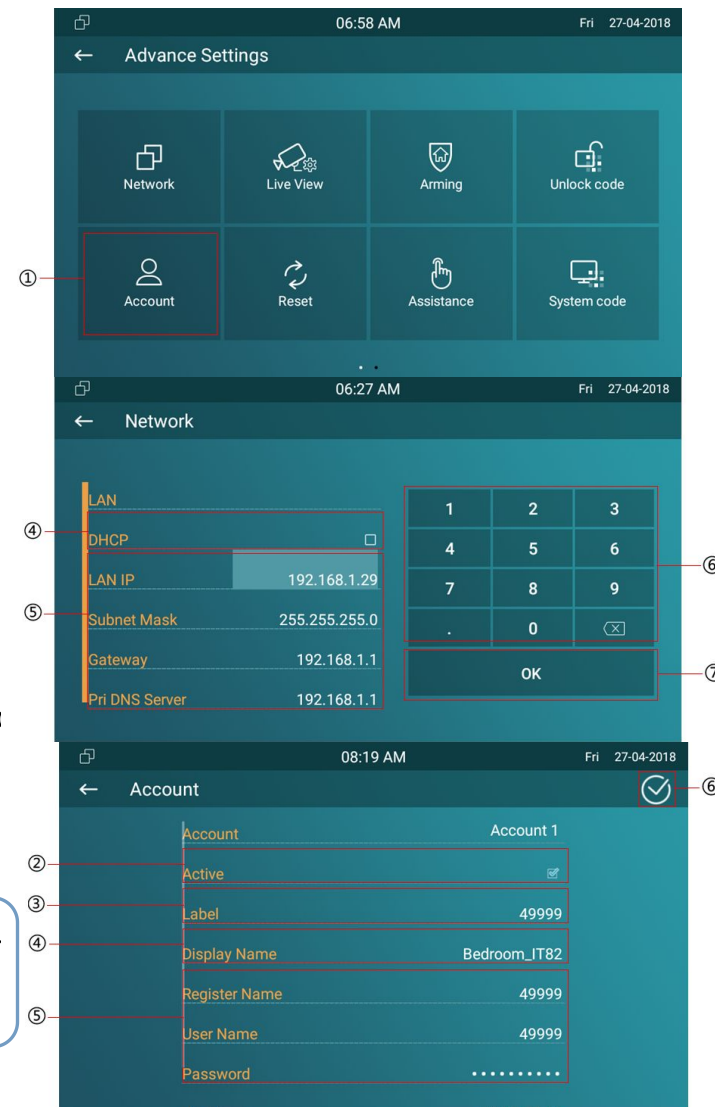 06:58 AM Fri 27-04-2018
← Advance Settings
Network Live View Arming Unlock code
① Account Reset Assistance System code
06:27 AM Fri 27-04-2018
← Network
LAN
④ DHCP
LAN IP 192.168.1.29
⑤ Subnet Mask 255.255.255.0
Gateway 192.168.1.1
Pri DNS Server 192.168.1.1
1 2 3
4 5 6
7 8 9
. 0
⑥
OK
⑦
08:19 AM Fri 27-04-2018
← Account ⑥
Account Account 1
② Active
③ Label 49999
④ Display Name Bedroom_IT82
Register Name 49999
⑤ User Name 49999
Password ••••••••••